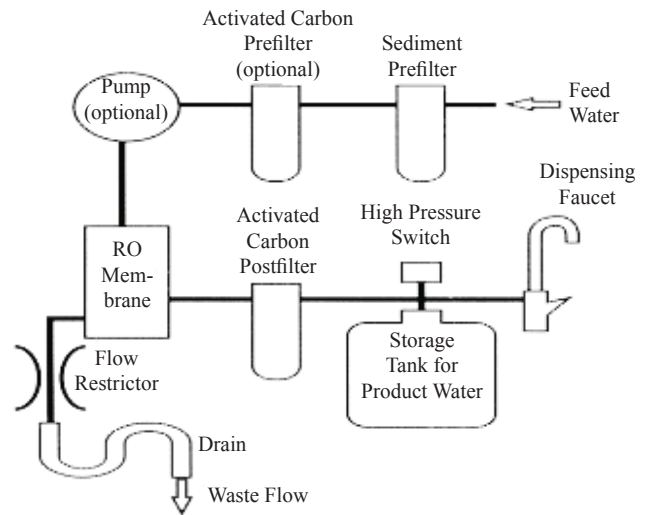 Activated Carbon
Prefilter
(optional)
Sediment
Prefilter
Pump
(optional)
Feed
Water
Dispensing
Faucet
High Pressure
Switch
Activated
Carbon
Postfilter
RO
Mem-
brane
Storage
Tank for
Product Water
Flow
Restrictor
Drain
Waste Flow